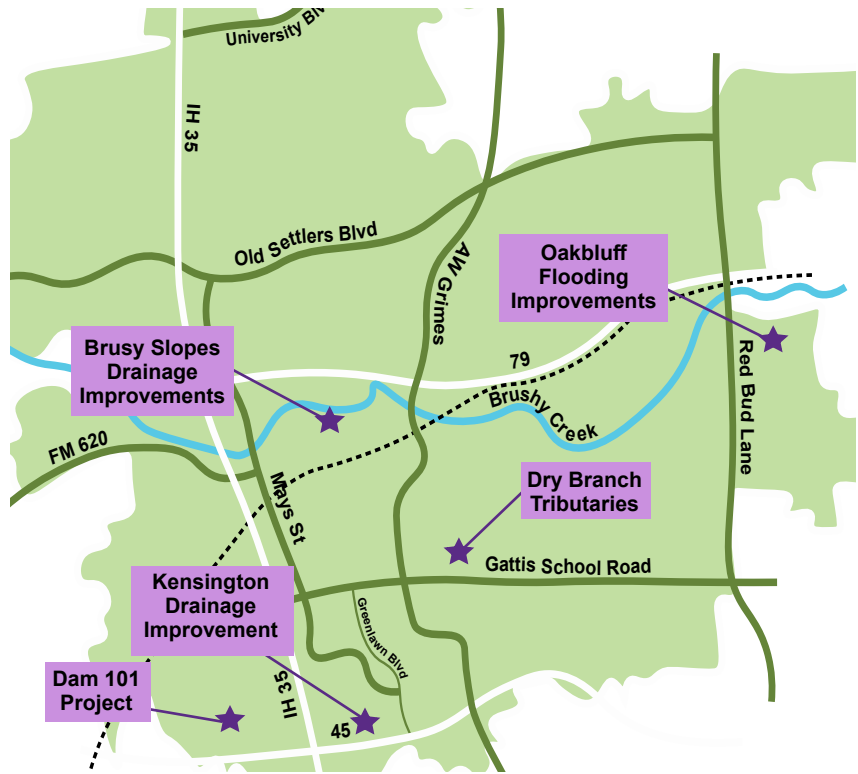 University Blv
IH 35
Old Settlers Blvd
AW Grimes
Oakbluff
Flooding
Improvements
Brusy Slopes
Drainage
Improvements
79
Brushy Creek
Red Bud Lane
FM 620
Mays St
Dry Branch
Tributaries
Gattis School Road
Kensington
Drainage
Improvement
Greenlawn Blvd
Dam 101
Project
IH 35
45